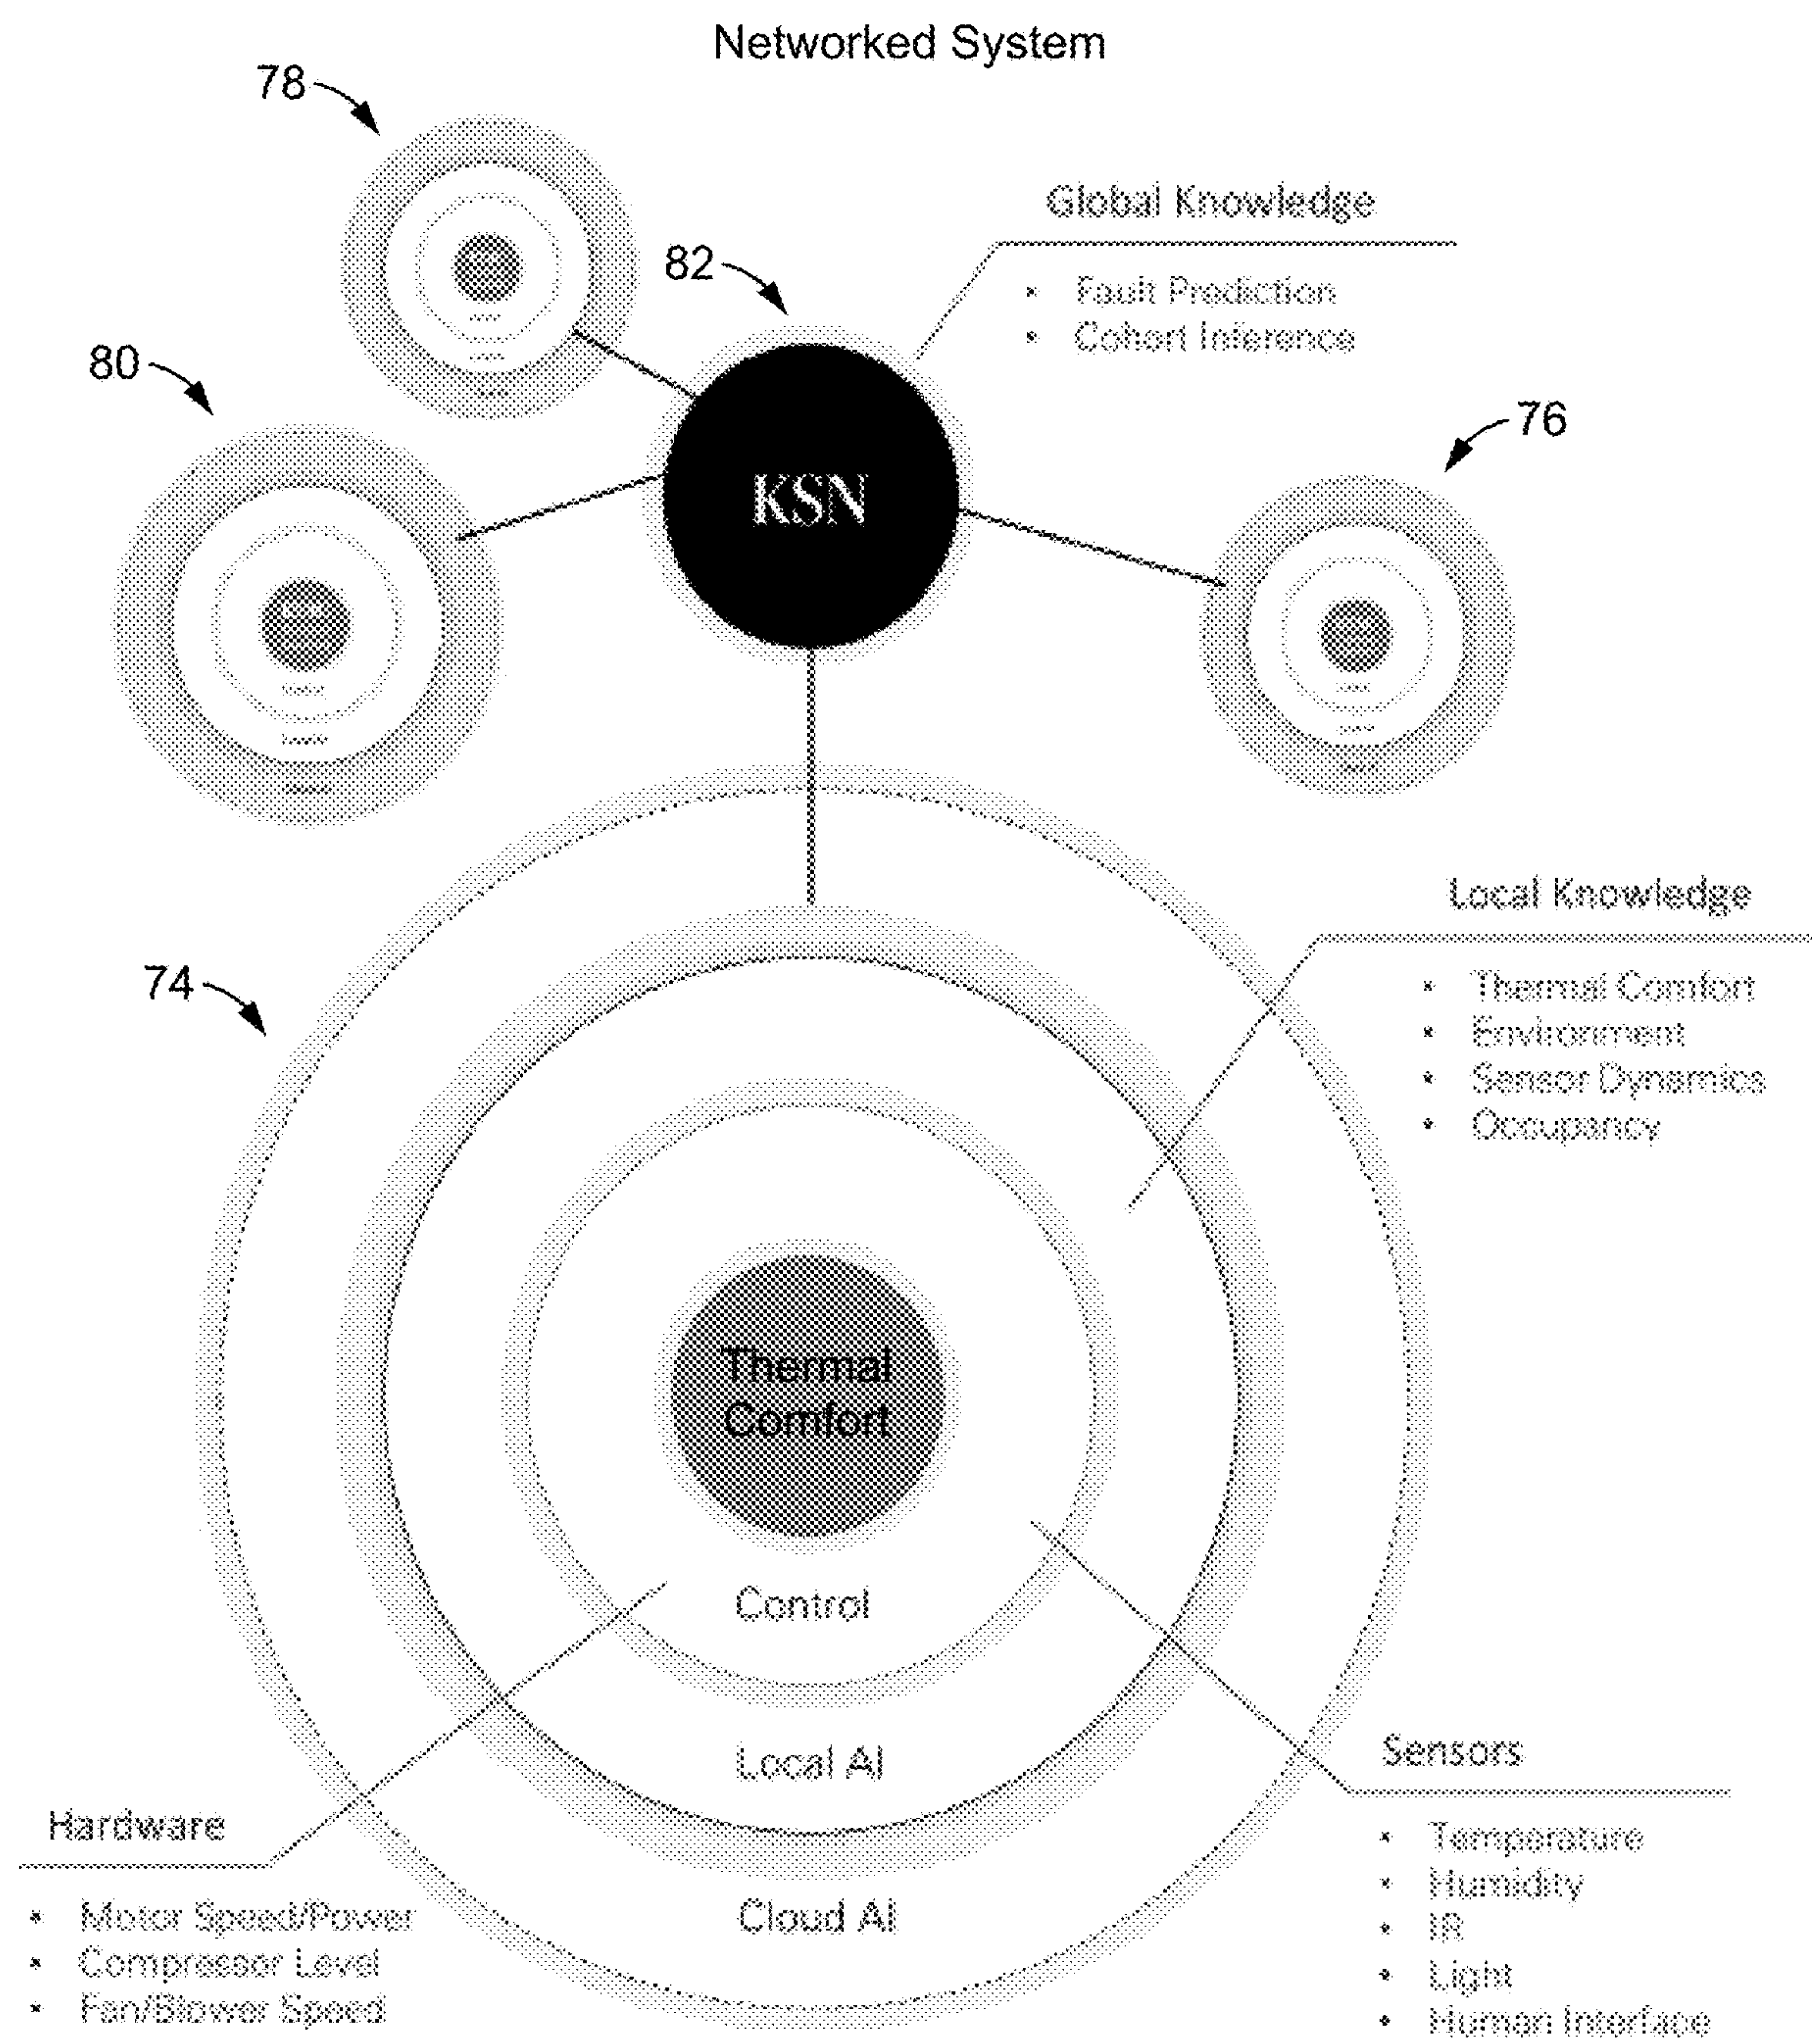 Networked System
78
Global Knowledge
82
• Fault Prediction
• Cohort Inference
80
76
KSN
Local Knowledge
74
• Thermal Comfort
• Environment
• Sensor Dynamics
• Occupancy
Thermal
Comfort
Control
Local AI
Sensors
Hardware
• Temperature
• Humidity
Cloud AI
• Motor Speed/Power
• IR
• Compressor Level
• Light
• Fan/Blower Speed
• Human Interface